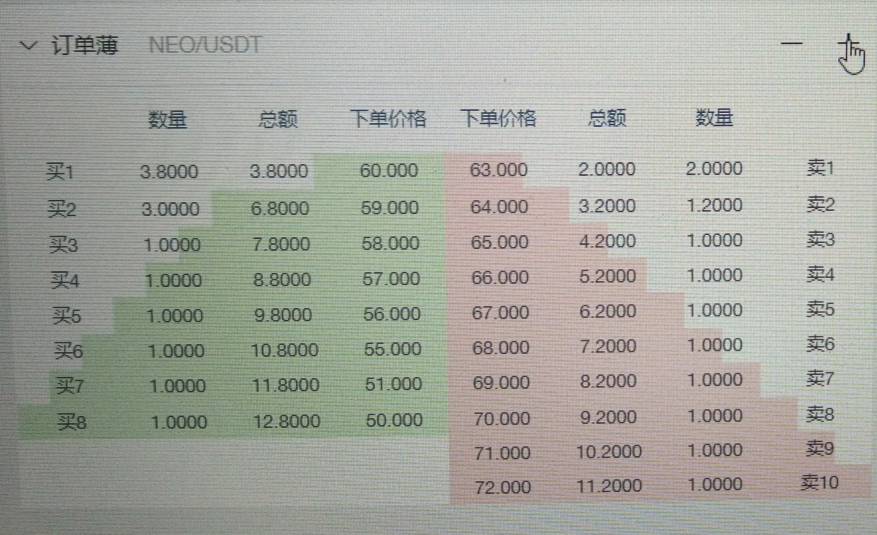 订单薄 NEO/USDT
数量 总额 下单价格 下单价格 总额 数量
买1 3.8000 3.8000 60.000 63.000 2.0000 2.0000 卖1
买2 3.0000 6.8000 59.000 64.000 3.2000 1.2000 卖2
买3 1.0000 7.8000 58.000 65.000 4.2000 1.0000 卖3
买4 1.0000 8.8000 57.000 66.000 5.2000 1.0000 卖4
买5 1.0000 9.8000 56.000 67.000 6.2000 1.0000 卖5
买6 1.0000 10.8000 55.000 68.000 7.2000 1.0000 卖6
买7 1.0000 11.8000 51.000 69.000 8.2000 1.0000 卖7
买8 1.0000 12.8000 50.000 70.000 9.2000 1.0000 卖8
71.000 10.2000 1.0000 卖9
72.000 11.2000 1.0000 卖10